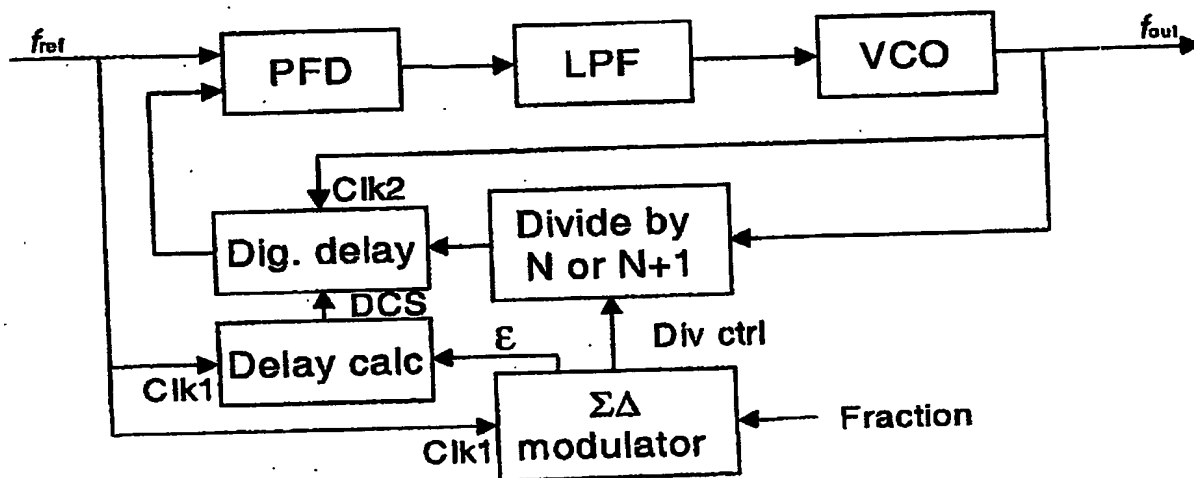 fref
PFD
LPF
VCO
fout
Clk2
Dig. delay
Divide by
N or N+1
DCS
Div ctrl
ε
Delay calc
Clk1
ΣΔ
modulator
Clk1
Fraction